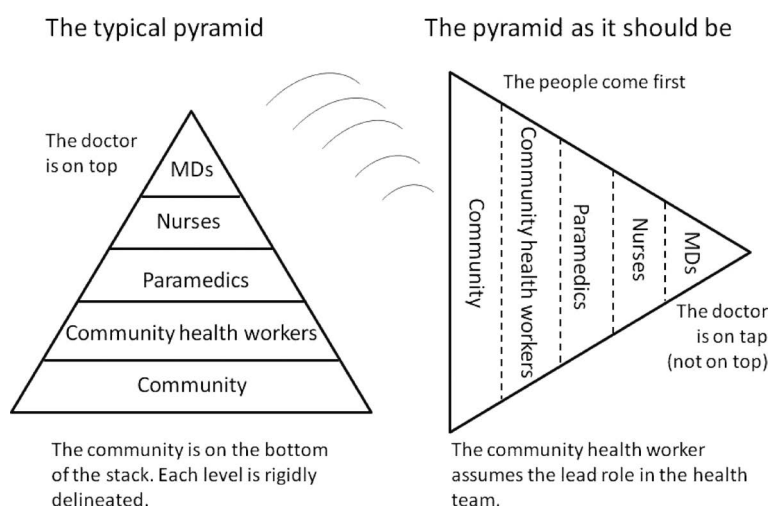 The typical pyramid
The doctor
is on top
MDs
Nurses
Paramedics
Community health workers
Community
The community is on the bottom
of the stack. Each level is rigidly
delineated.
The pyramid as it should be
The people come first
Community
Community health workers
Paramedics
Nurses
MDs
The doctor
is on tap
(not on top)
The community health worker
assumes the lead role in the health
team.